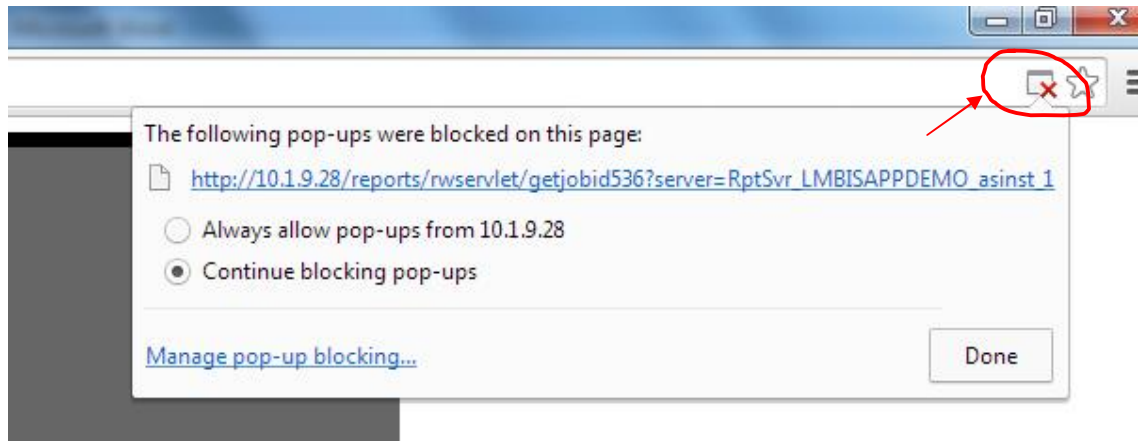 The following pop-ups were blocked on this page:
http://10.1.9.28/reports/rwservlet/getjobid536?server=RptSvr_LMBISAPPDEMO_asinst_1
Always allow pop-ups from 10.1.9.28
Continue blocking pop-ups
Manage pop-up blocking...
Done